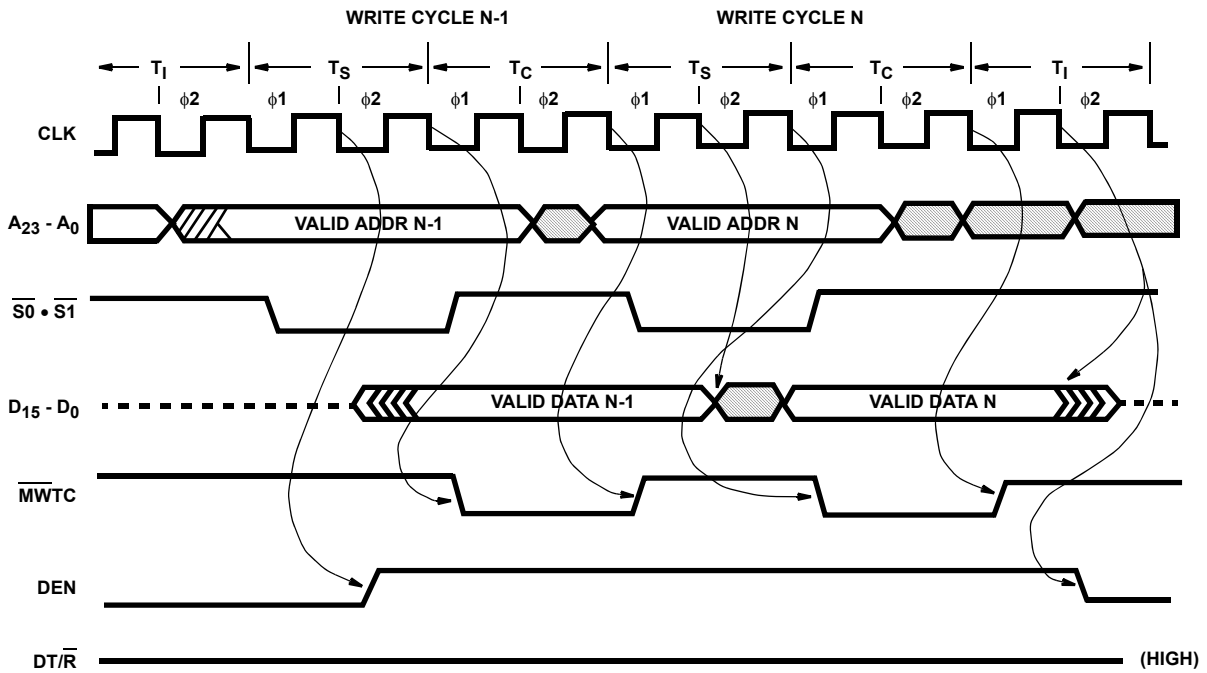 WRITE CYCLE N-1 WRITE CYCLE N
TI TS TC TS TC TI
ϕ2 ϕ1 ϕ2 ϕ1 ϕ2 ϕ1 ϕ2 ϕ1 ϕ2 ϕ1 ϕ2
CLK
A23 - A0 VALID ADDR N-1 VALID ADDR N
S0 • S1
D15 - D0 VALID DATA N-1 VALID DATA N
MWTC
DEN
DT/R (HIGH)